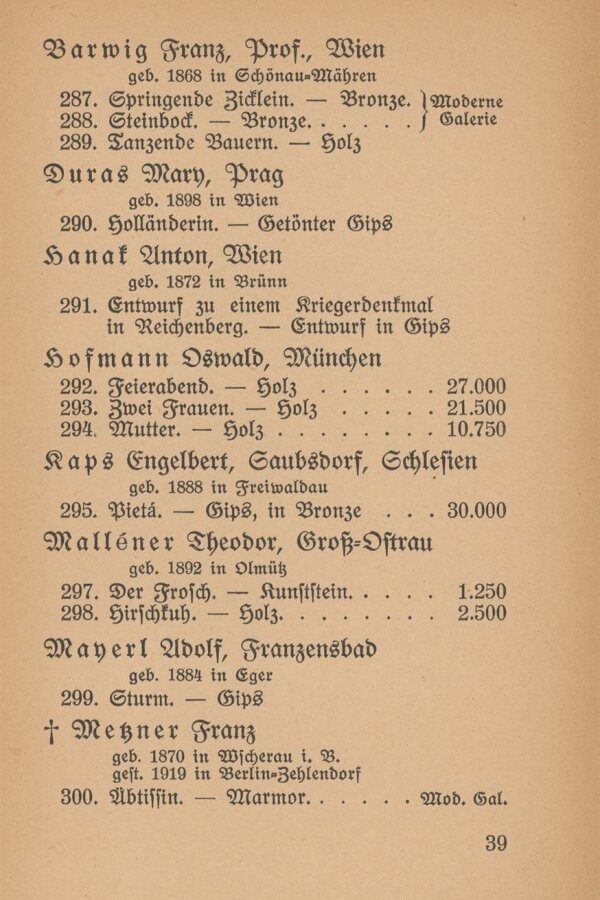 Barwig Franz, Prof., Wien
geb. 1868 in Schönau-Mähren
287. Springende Zicklein. — Bronze. } Moderne
288. Steinbock. — Bronze. . . . . . } Galerie
289. Tanzende Bauern. — Holz
Duras Mary, Prag
geb. 1898 in Wien
290. Holländerin. — Getönter Gips
Hanak Anton, Wien
geb. 1872 in Brünn
291. Entwurf zu einem Kriegerdenkmal
in Reichenberg. — Entwurf in Gips
Hofmann Oswald, München
292. Feierabend. — Holz . . . . . . 27.000
293. Zwei Frauen. — Holz . . . . . 21.500
294. Mutter. — Holz . . . . . . . . 10.750
Kaps Engelbert, Saubsdorf, Schlesien
geb. 1888 in Freiwaldau
295. Pietá. — Gips, in Bronze . . . 30.000
Malléner Theodor, Groß-Ostrau
geb. 1892 in Olmütz
297. Der Frosch. — Kunststein. . . . . 1.250
298. Hirschkuh. — Holz. . . . . . . . 2.500
Mayerl Adolf, Franzensbad
geb. 1884 in Eger
299. Sturm. — Gips
† Metzner Franz
geb. 1870 in Wscherau i. B.
gest. 1919 in Berlin-Zehlendorf
300. Äbtissin. — Marmor. . . . . . Mod. Gal.
39